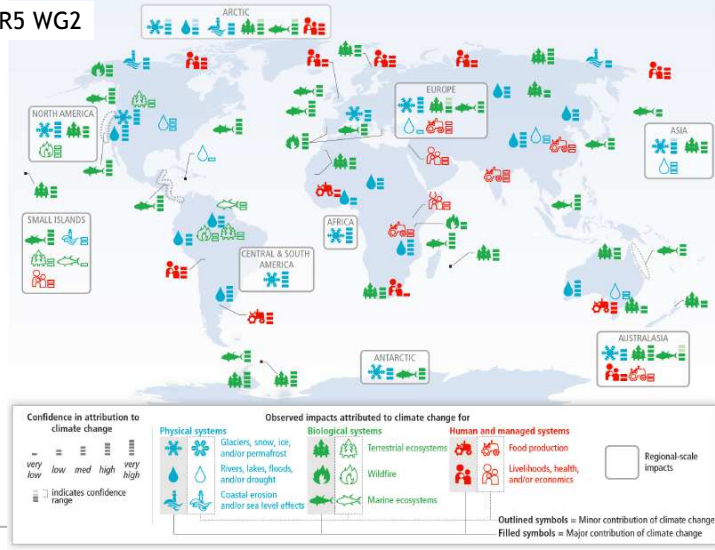 R5 WG2
ARCTIC
NORTH AMERICA
EUROPE
ASIA
SMALL ISLANDS
AFRICA
CENTRAL & SOUTH
AMERICA
ANTARCTIC
AUSTRALASIA
Confidence in attribution to
climate change
very
low
low
med
high
very
high
indicates confidence
range
Observed impacts attributed to climate change for
Physical systems
Glaciers, snow, ice,
and/or permafrost
Rivers, lakes, floods,
and/or drought
Coastal erosion
and/or sea level effects
Biological systems
Terrestrial ecosystems
Wildfire
Marine ecosystems
Human and managed systems
Food production
Livelihoods, health,
and/or economics
Regional-scale
impacts
Outlined symbols = Minor contribution of climate change
Filled symbols = Major contribution of climate change